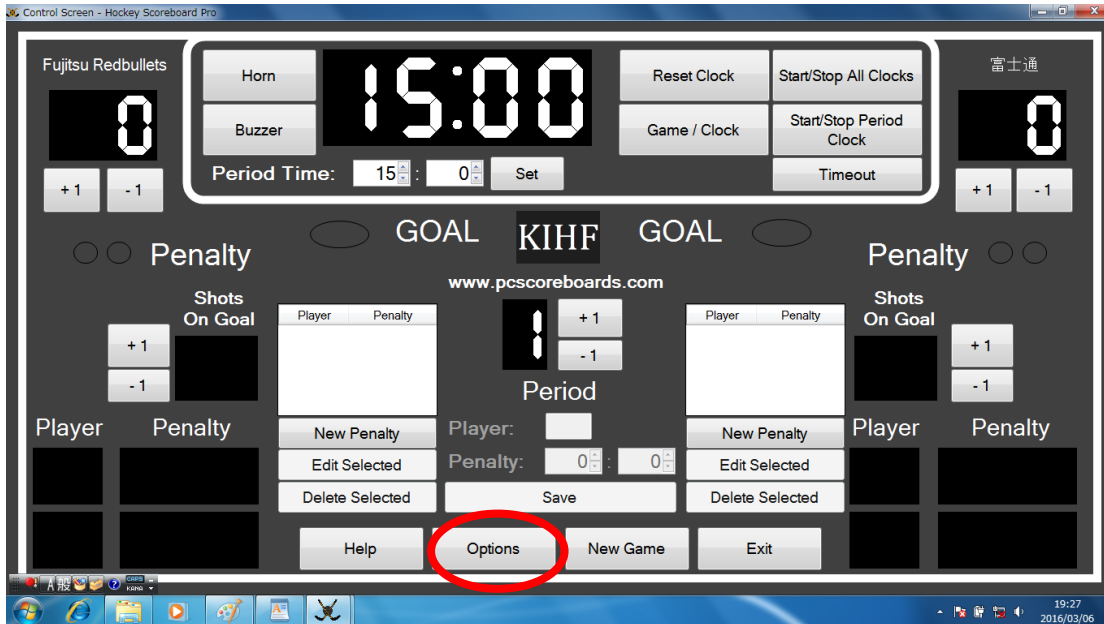 Control Screen - Hockey Scoreboard Pro
Fujitsu Redbullets
富士通
0
0
+ 1
- 1
+ 1
- 1
Horn
Buzzer
15:00
Reset Clock
Start/Stop All Clocks
Game / Clock
Start/Stop Period
Clock
Period Time:
15
:
0
Set
Timeout
GOAL
KIHF
GOAL
Penalty
Penalty
www.pcscoreboards.com
Shots
On Goal
+ 1
- 1
Player Penalty
1
+ 1
- 1
Period
Player Penalty
Shots
On Goal
+ 1
- 1
Player Penalty
New Penalty
Edit Selected
Delete Selected
Player:
Penalty:
0
:
0
Save
New Penalty
Edit Selected
Delete Selected
Player Penalty
Help
Options
New Game
Exit
A 般
CAPS
KANA
19:27
2016/03/06